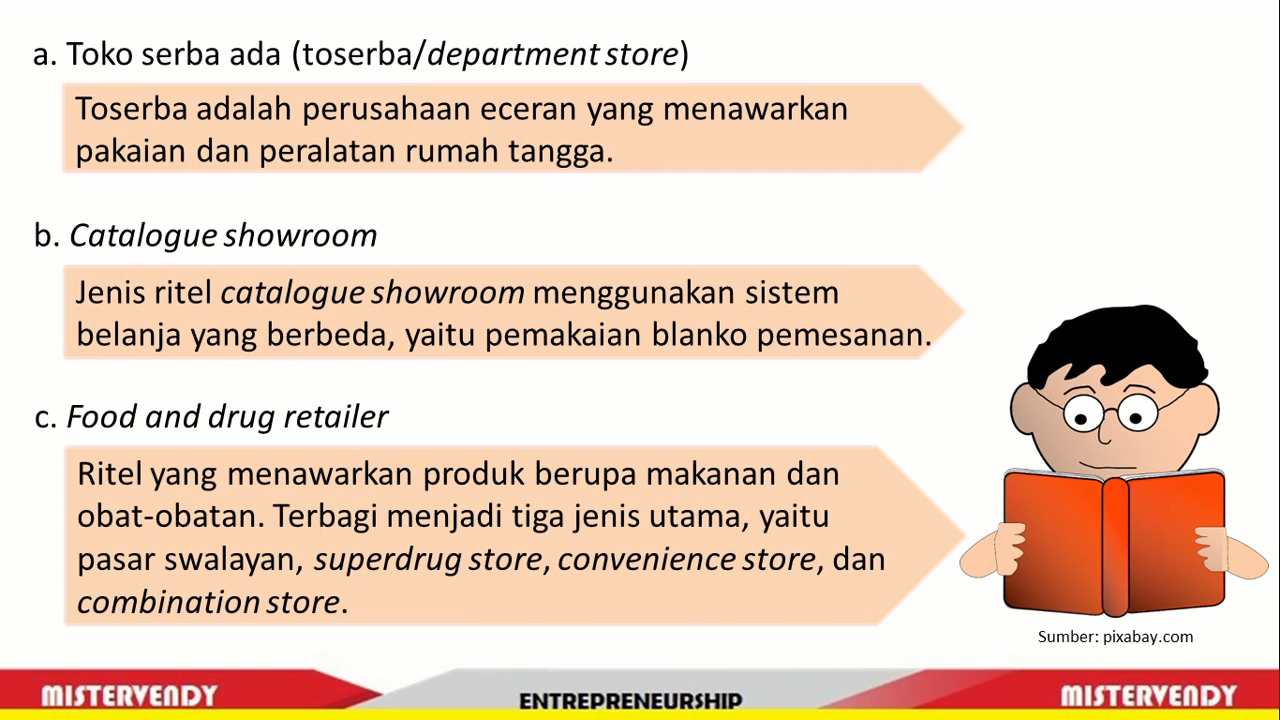 a. Toko serba ada (toserba/department store)
Toserba adalah perusahaan eceran yang menawarkan
pakaian dan peralatan rumah tangga.
b. Catalogue showroom
Jenis ritel catalogue showroom menggunakan sistem
belanja yang berbeda, yaitu pemakaian blanko pemesanan.
c. Food and drug retailer
Ritel yang menawarkan produk berupa makanan dan
obat-obatan. Terbagi menjadi tiga jenis utama, yaitu
pasar swalayan, superdrug store, convenience store, dan
combination store.
Sumber: pixabay.com
MISTERVENDY
ENTREPRENEURSHIP
MISTERVENDY